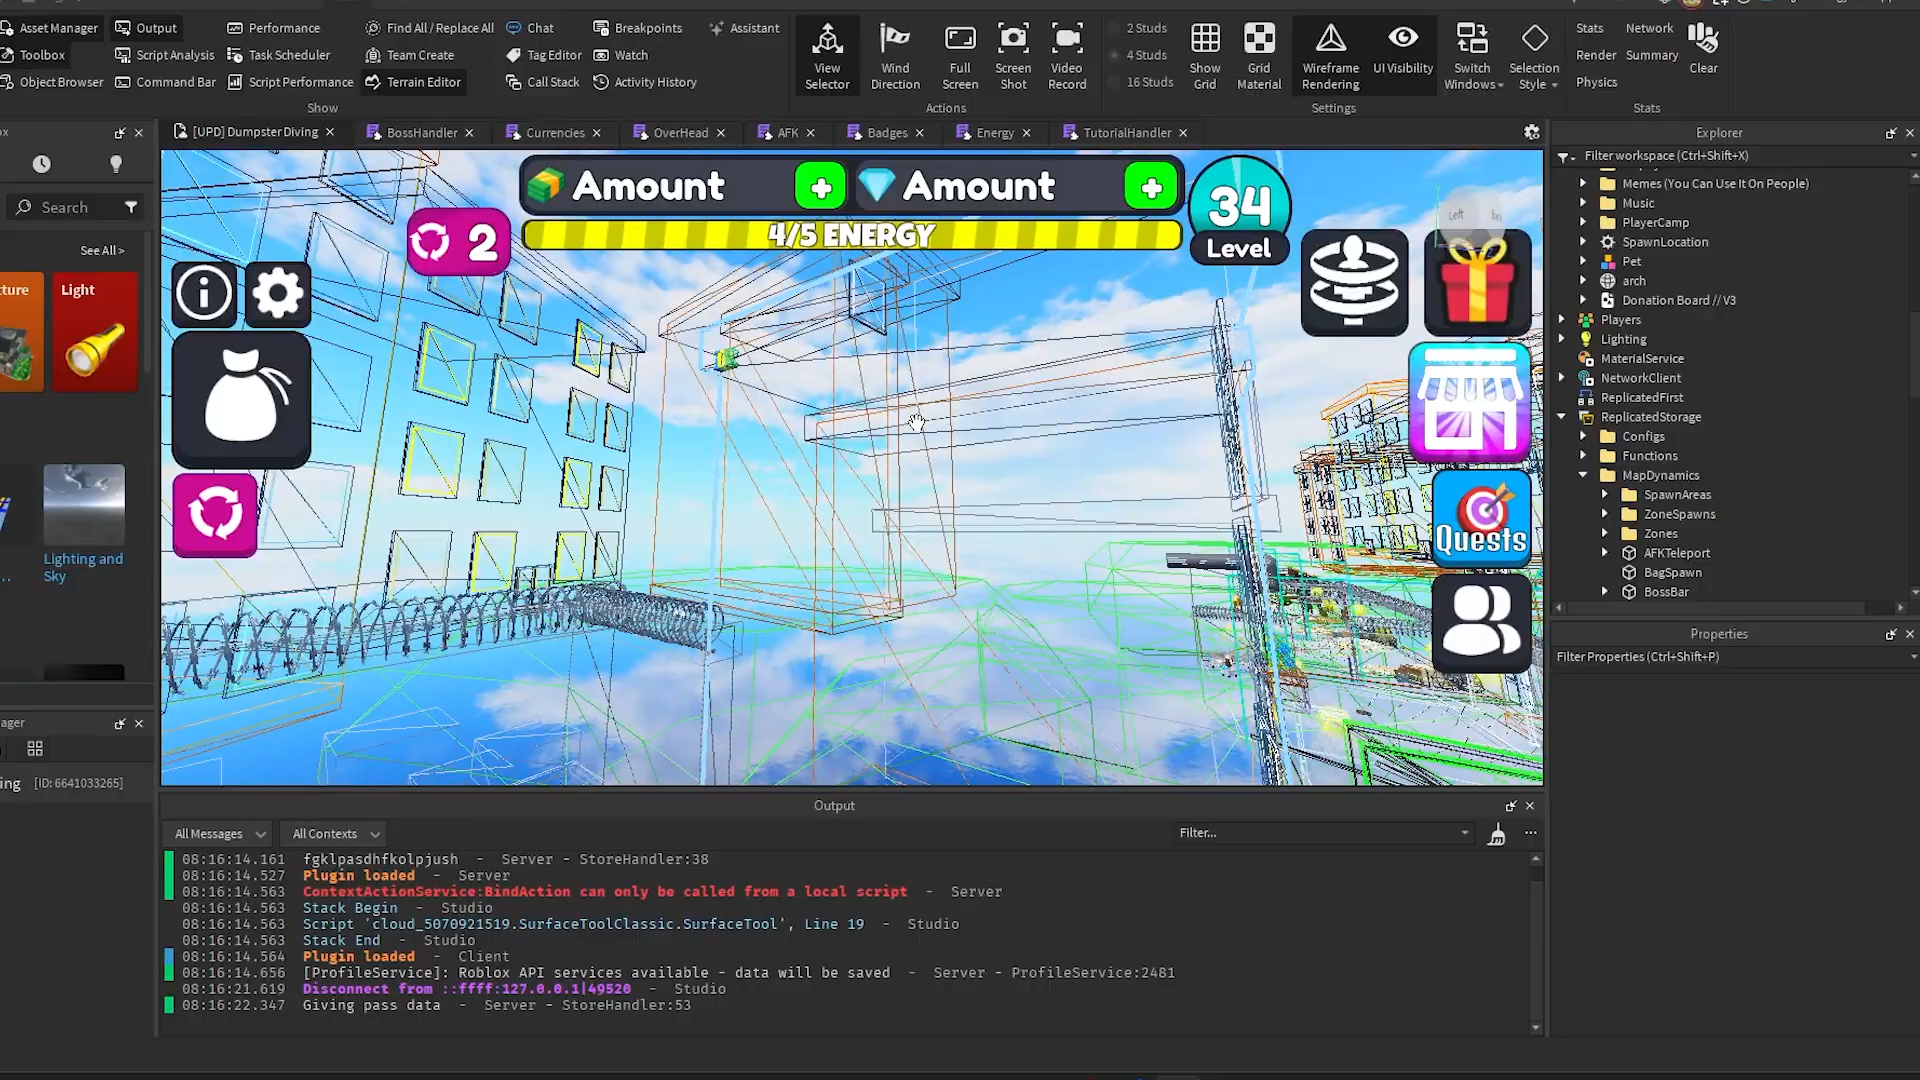 Asset Manager
Output
Performance
Find All / Replace All
Chat
Breakpoints
Assistant
Toolbox
Script Analysis
Task Scheduler
Team Create
Tag Editor
Watch
Object Browser
Command Bar
Script Performance
Terrain Editor
Call Stack
Activity History
Show
View Selector
Wind Direction
Full Screen
Screen Shot
Video Record
Actions
2 Studs
4 Studs
16 Studs
Show Grid
Grid Material
Wireframe Rendering
UI Visibility
Switch Windows
Selection Style
Settings
Stats
Network
Render
Summary
Physics
Clear
Stats
[UPD] Dumpster Diving
BossHandler
Currencies
OverHead
AFK
Badges
Energy
TutorialHandler
Search
See All >
ture
Light
Lighting and
Sky
ager
ing [ID: 6641033265]
Amount
Amount
34
Level
2
4/5 ENERGY
Left
Quests
Explorer
Filter workspace (Ctrl+Shift+X)
Memes (You Can Use It On People)
Music
PlayerCamp
SpawnLocation
Pet
arch
Donation Board // V3
Players
Lighting
MaterialService
NetworkClient
ReplicatedFirst
ReplicatedStorage
Configs
Functions
MapDynamics
SpawnAreas
ZoneSpawns
Zones
AFKTeleport
BagSpawn
BossBar
Properties
Filter Properties (Ctrl+Shift+P)
Output
All Messages
All Contexts
Filter...
08:16:14.161 fgklpasdhfkolpjush - Server - StoreHandler:38
08:16:14.527 Plugin loaded - Server
08:16:14.563 ContextActionService:BindAction can only be called from a local script - Server
08:16:14.563 Stack Begin - Studio
08:16:14.563 Script 'cloud_5070921519.SurfaceToolClassic.SurfaceTool', Line 19 - Studio
08:16:14.563 Stack End - Studio
08:16:14.564 Plugin loaded - Client
08:16:14.656 [ProfileService]: Roblox API services available - data will be saved - Server - ProfileService:2481
08:16:21.619 Disconnect from ::ffff:127.0.0.1|49520 - Studio
08:16:22.347 Giving pass data - Server - StoreHandler:53